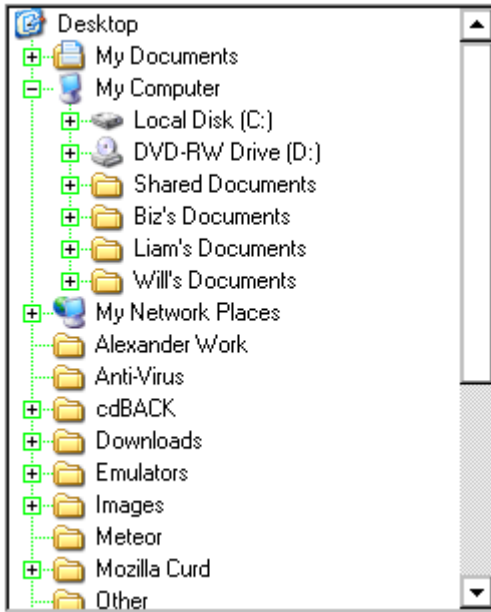 Desktop
My Documents
My Computer
Local Disk (C:)
DVD-RW Drive (D:)
Shared Documents
Biz's Documents
Liam's Documents
Will's Documents
My Network Places
Alexander Work
Anti-Virus
cdBACK
Downloads
Emulators
Images
Meteor
Mozilla Curd
Other